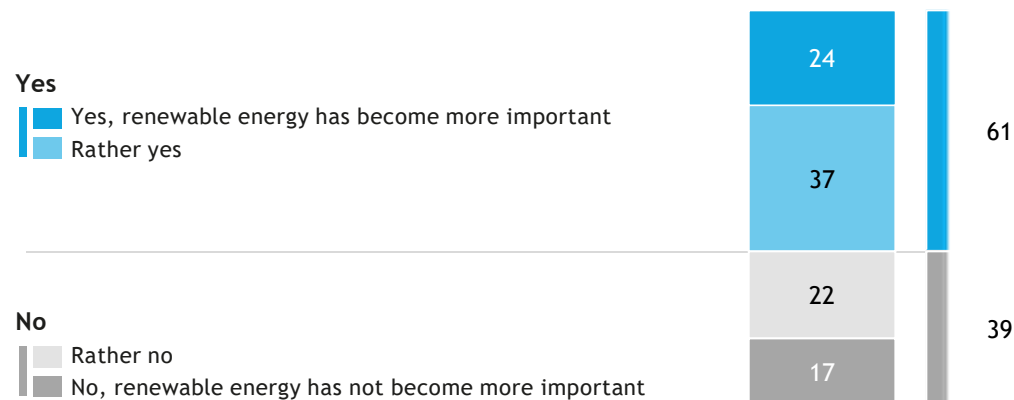 24
Yes
Yes, renewable energy has become more important
61
Rather yes
37
22
No
39
Rather no
17
No, renewable energy has not become more important